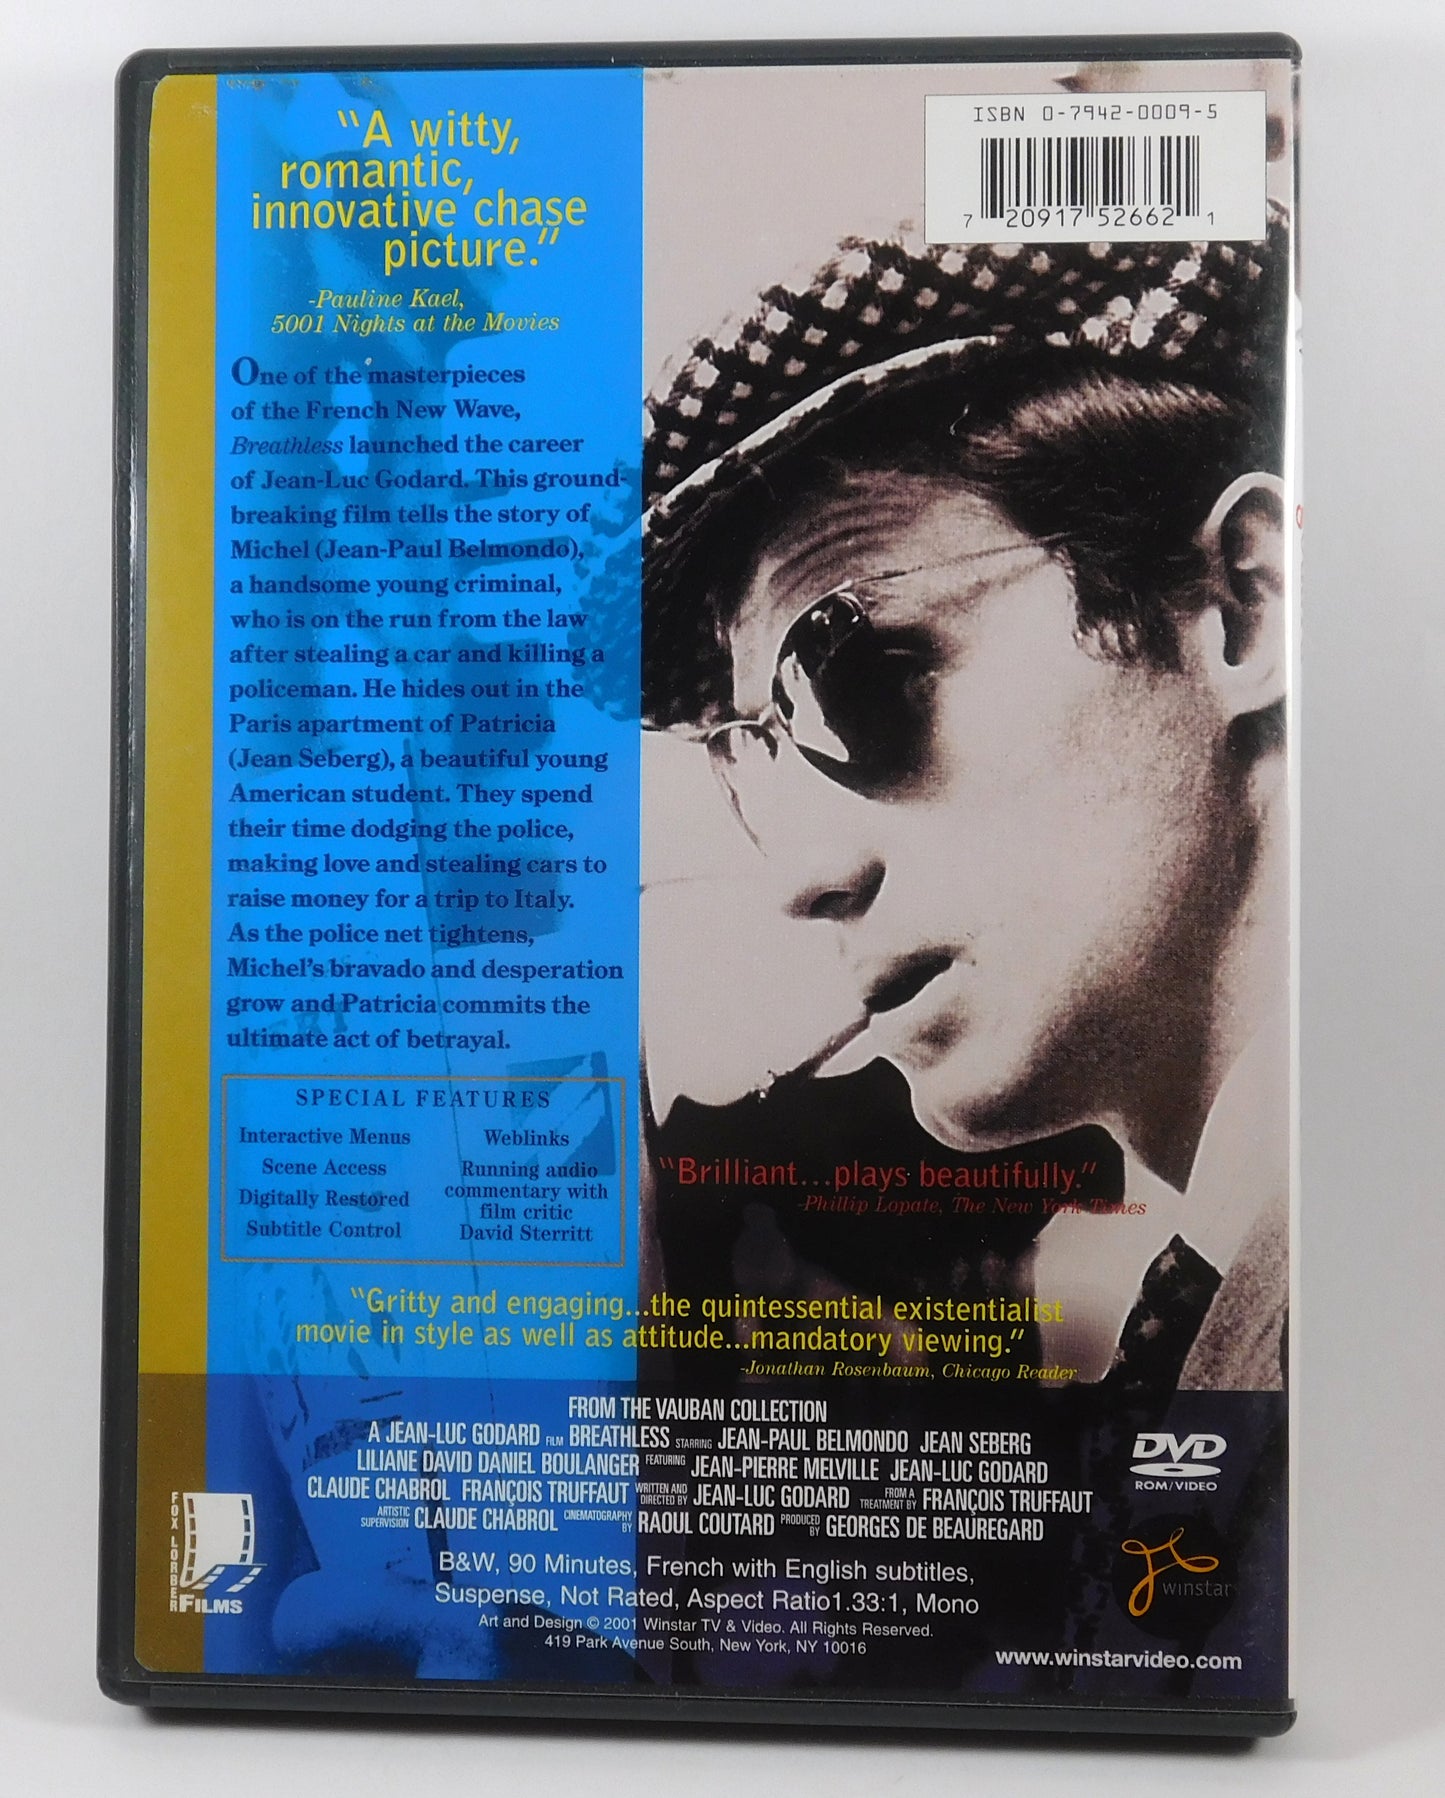 "A witty,
romantic,
innovative chase
picture."
-Pauline Kael,
5001 Nights at the Movies
One of the masterpieces
of the French New Wave,
Breathless launched the career
of Jean-Luc Godard. This ground-
breaking film tells the story of
Michel (Jean-Paul Belmondo),
a handsome young criminal,
who is on the run from the law
after stealing a car and killing a
policeman. He hides out in the
Paris apartment of Patricia
(Jean Seberg), a beautiful young
American student. They spend
their time dodging the police,
making love and stealing cars to
raise money for a trip to Italy.
As the police net tightens,
Michel's bravado and desperation
grow and Patricia commits the
ultimate act of betrayal.
SPECIAL FEATURES
Interactive Menus
Scene Access
Digitally Restored
Subtitle Control
Weblinks
Running audio
commentary with
film critic
David Sterritt
ISBN 0-7942-0009-5
7 20917 52662 1
"Brilliant...plays beautifully."
-Phillip Lopate, The New York Times
"Gritty and engaging...the quintessential existentialist
movie in style as well as attitude...mandatory viewing."
-Jonathan Rosenbaum, Chicago Reader
FROM THE VAUBAN COLLECTION
A JEAN-LUC GODARD FILM BREATHLESS STARRING JEAN-PAUL BELMONDO JEAN SEBERG
LILIANE DAVID DANIEL BOULANGER FEATURING JEAN-PIERRE MELVILLE JEAN-LUC GODARD
CLAUDE CHABROL FRANÇOIS TRUFFAUT WRITTEN AND DIRECTED BY JEAN-LUC GODARD FROM A TREATMENT BY FRANÇOIS TRUFFAUT
ARTISTIC SUPERVISION CLAUDE CHABROL CINEMATOGRAPHY BY RAOUL COUTARD PRODUCED BY GEORGES DE BEAUREGARD
B&W, 90 Minutes, French with English subtitles,
Suspense, Not Rated, Aspect Ratio1.33:1, Mono
Art and Design © 2001 Winstar TV & Video. All Rights Reserved.
419 Park Avenue South, New York, NY 10016
FOX LORBER
FILMS
DVD
ROM/VIDEO
winstar
www.winstarvideo.com